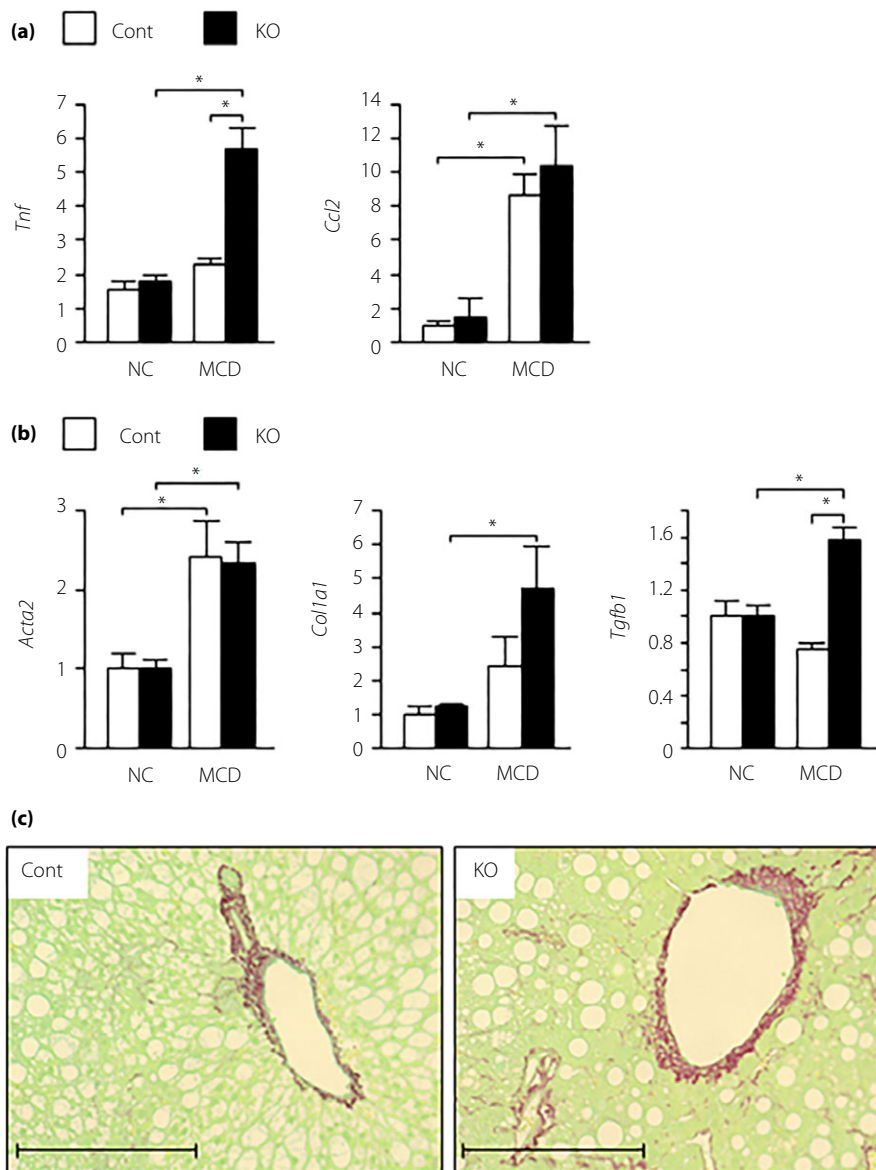 (a) Cont KO
Tnf
7
6
5
4
3
2
1
0
NC MCD
* *
Ccl2
14
12
10
8
6
4
2
0
NC MCD
* *
(b) Cont KO
Acta2
3
2
1
0
NC MCD
* *
Col1a1
7
6
5
4
3
2
1
0
NC MCD
*
Tgfb1
1.6
1.2
0.8
0.4
0
NC MCD
* *
(c)
Cont
KO